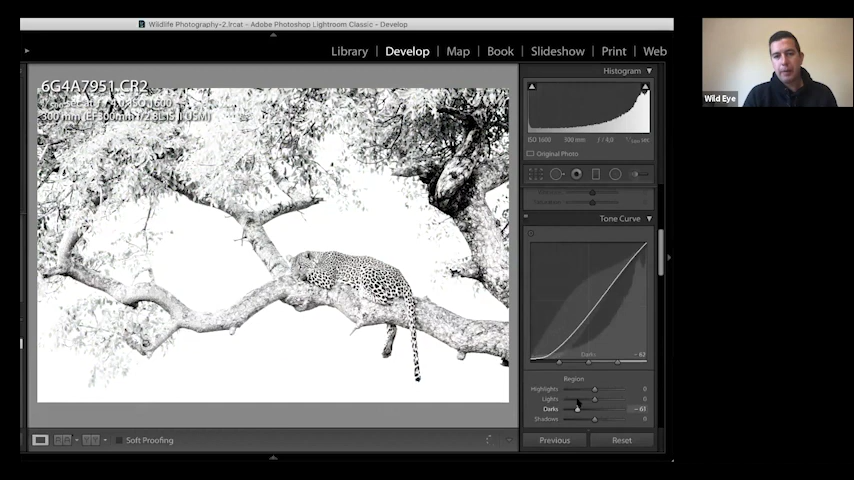 Wildlife Photography-2.lrcat - Adobe Photoshop Lightroom Classic - Develop
Library | Develop | Map | Book | Slideshow | Print | Web
6G4A7951.CR2
ISO 1600
300 mm (EF300mm f/2.8L IS II USM)
Histogram
ISO 1600 300 mm f / 4.0
Original Photo
Tone Curve
Darks - 63
Region
Highlights 0
Lights 0
Darks - 63
Shadows 0
Soft Proofing
Previous Reset
Wild Eye